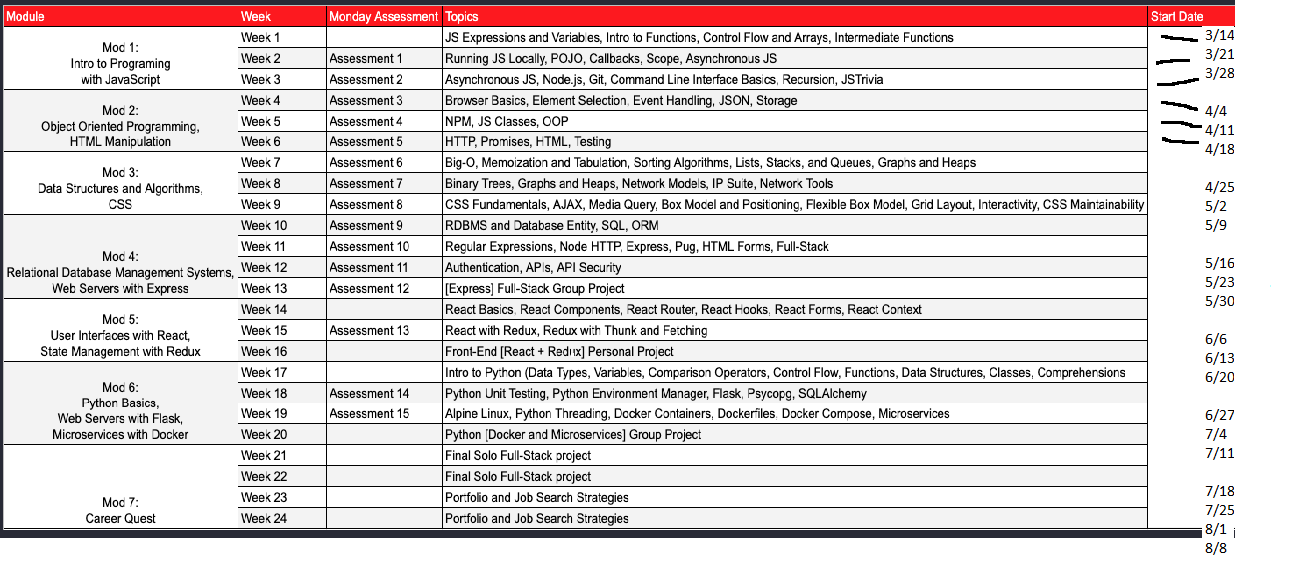 Module Week Monday Assessment Topics Start Date
Mod 1:
Intro to Programing
with JavaScript
Week 1 JS Expressions and Variables, Intro to Functions, Control Flow and Arrays, Intermediate Functions 3/14
Week 2 Assessment 1 Running JS Locally, POJO, Callbacks, Scope, Asynchronous JS 3/21
Week 3 Assessment 2 Asynchronous JS, Node.js, Git, Command Line Interface Basics, Recursion, JSTrivia 3/28
Mod 2:
Object Oriented Programming,
HTML Manipulation
Week 4 Assessment 3 Browser Basics, Element Selection, Event Handling, JSON, Storage 4/4
Week 5 Assessment 4 NPM, JS Classes, OOP 4/11
Week 6 Assessment 5 HTTP, Promises, HTML, Testing 4/18
Mod 3:
Data Structures and Algorithms,
CSS
Week 7 Assessment 6 Big-O, Memoization and Tabulation, Sorting Algorithms, Lists, Stacks, and Queues, Graphs and Heaps
Week 8 Assessment 7 Binary Trees, Graphs and Heaps, Network Models, IP Suite, Network Tools 4/25
Week 9 Assessment 8 CSS Fundamentals, AJAX, Media Query, Box Model and Positioning, Flexible Box Model, Grid Layout, Interactivity, CSS Maintainability 5/2
Mod 4:
Relational Database Management Systems,
Web Servers with Express
Week 10 Assessment 9 RDBMS and Database Entity, SQL, ORM 5/9
Week 11 Assessment 10 Regular Expressions, Node HTTP, Express, Pug, HTML Forms, Full-Stack
Week 12 Assessment 11 Authentication, APIs, API Security 5/16
Week 13 Assessment 12 [Express] Full-Stack Group Project 5/23
Mod 5:
User Interfaces with React,
State Management with Redux
Week 14 React Basics, React Components, React Router, React Hooks, React Forms, React Context 5/30
Week 15 Assessment 13 React with Redux, Redux with Thunk and Fetching 6/6
Week 16 Front-End [React + Redux] Personal Project 6/13
Mod 6:
Python Basics,
Web Servers with Flask,
Microservices with Docker
Week 17 Intro to Python (Data Types, Variables, Comparison Operators, Control Flow, Functions, Data Structures, Classes, Comprehensions 6/20
Week 18 Assessment 14 Python Unit Testing, Python Environment Manager, Flask, Psycopg, SQLAlchemy
Week 19 Assessment 15 Alpine Linux, Python Threading, Docker Containers, Dockerfiles, Docker Compose, Microservices 6/27
Week 20 Python [Docker and Microservices] Group Project 7/4
Mod 7:
Career Quest
Week 21 Final Solo Full-Stack project 7/11
Week 22 Final Solo Full-Stack project
Week 23 Portfolio and Job Search Strategies 7/18
Week 24 Portfolio and Job Search Strategies 7/25
8/1
8/8